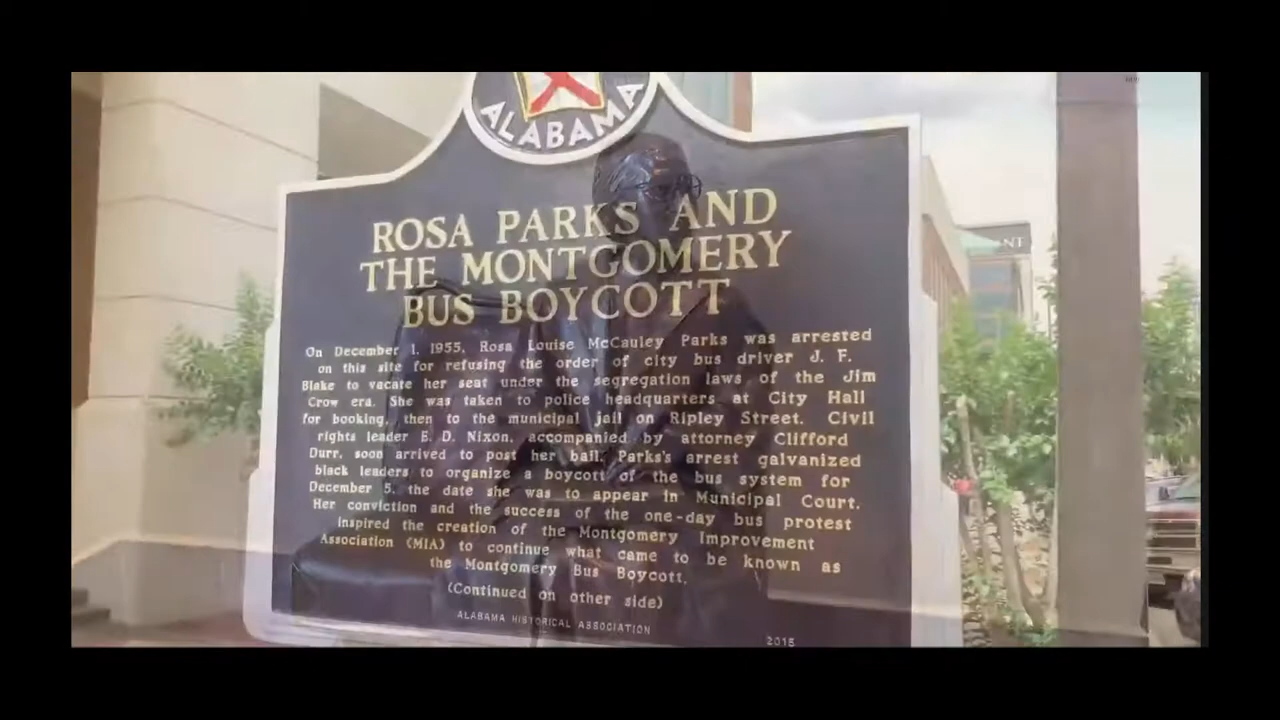 ALABAMA
ROSA PARKS AND
THE MONTGOMERY
BUS BOYCOTT
On December 1, 1955, Rosa Louise McCauley Parks was arrested
on this site for refusing the order of city bus driver J. F.
Blake to vacate her seat under the segregation laws of the Jim
Crow era. She was taken to police headquarters at City Hall
for booking, then to the municipal jail on Ripley Street. Civil
rights leader E. D. Nixon, accompanied by attorney Clifford
Durr, soon arrived to post her bail. Parks's arrest galvanized
black leaders to organize a boycott of the bus system for
December 5, the date she was to appear in Municipal Court.
Her conviction and the success of the one-day bus protest
inspired the creation of the Montgomery Improvement
Association (MIA) to continue what came to be known as
the Montgomery Bus Boycott.
(Continued on other side)
ALABAMA HISTORICAL ASSOCIATION
2015